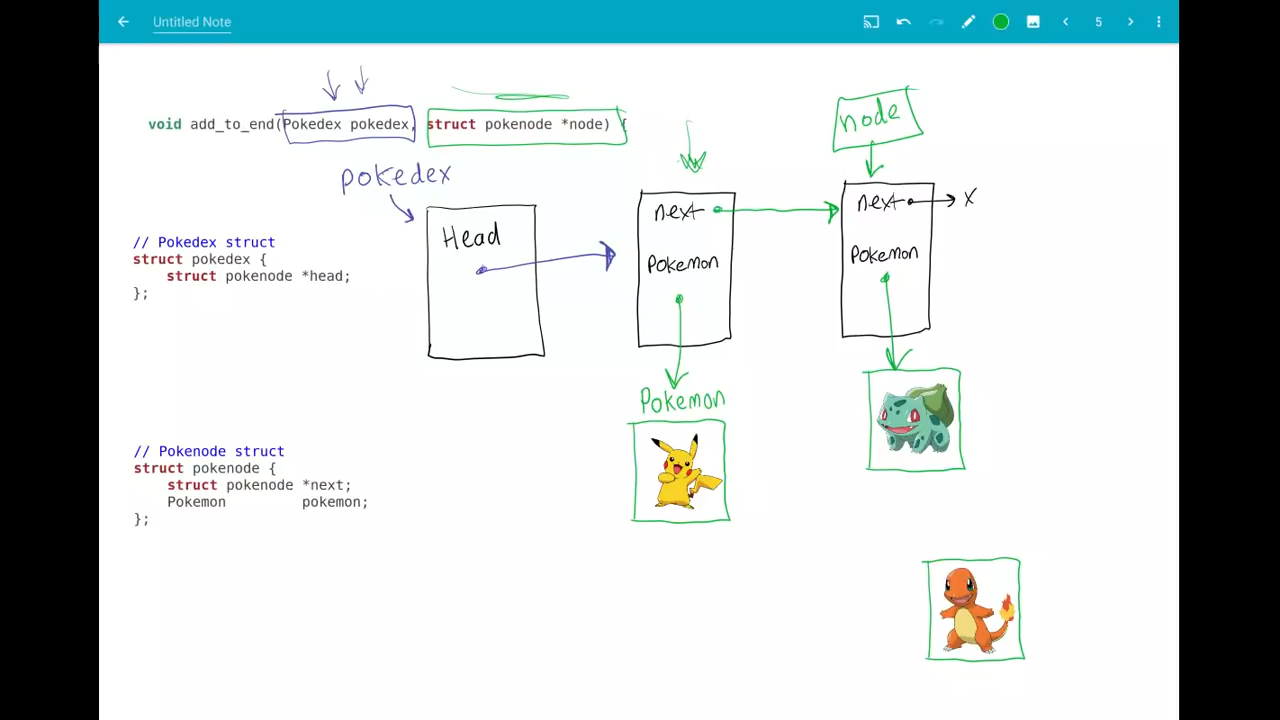 Untitled Note
5
void add_to_end(Pokedex pokedex, struct pokenode *node) {
node
pokedex
next
next
x
Head
// Pokedex struct
struct pokedex {
struct pokenode *head;
};
Pokemon
Pokemon
Pokemon
// Pokenode struct
struct pokenode {
struct pokenode *next;
Pokemon pokemon;
};